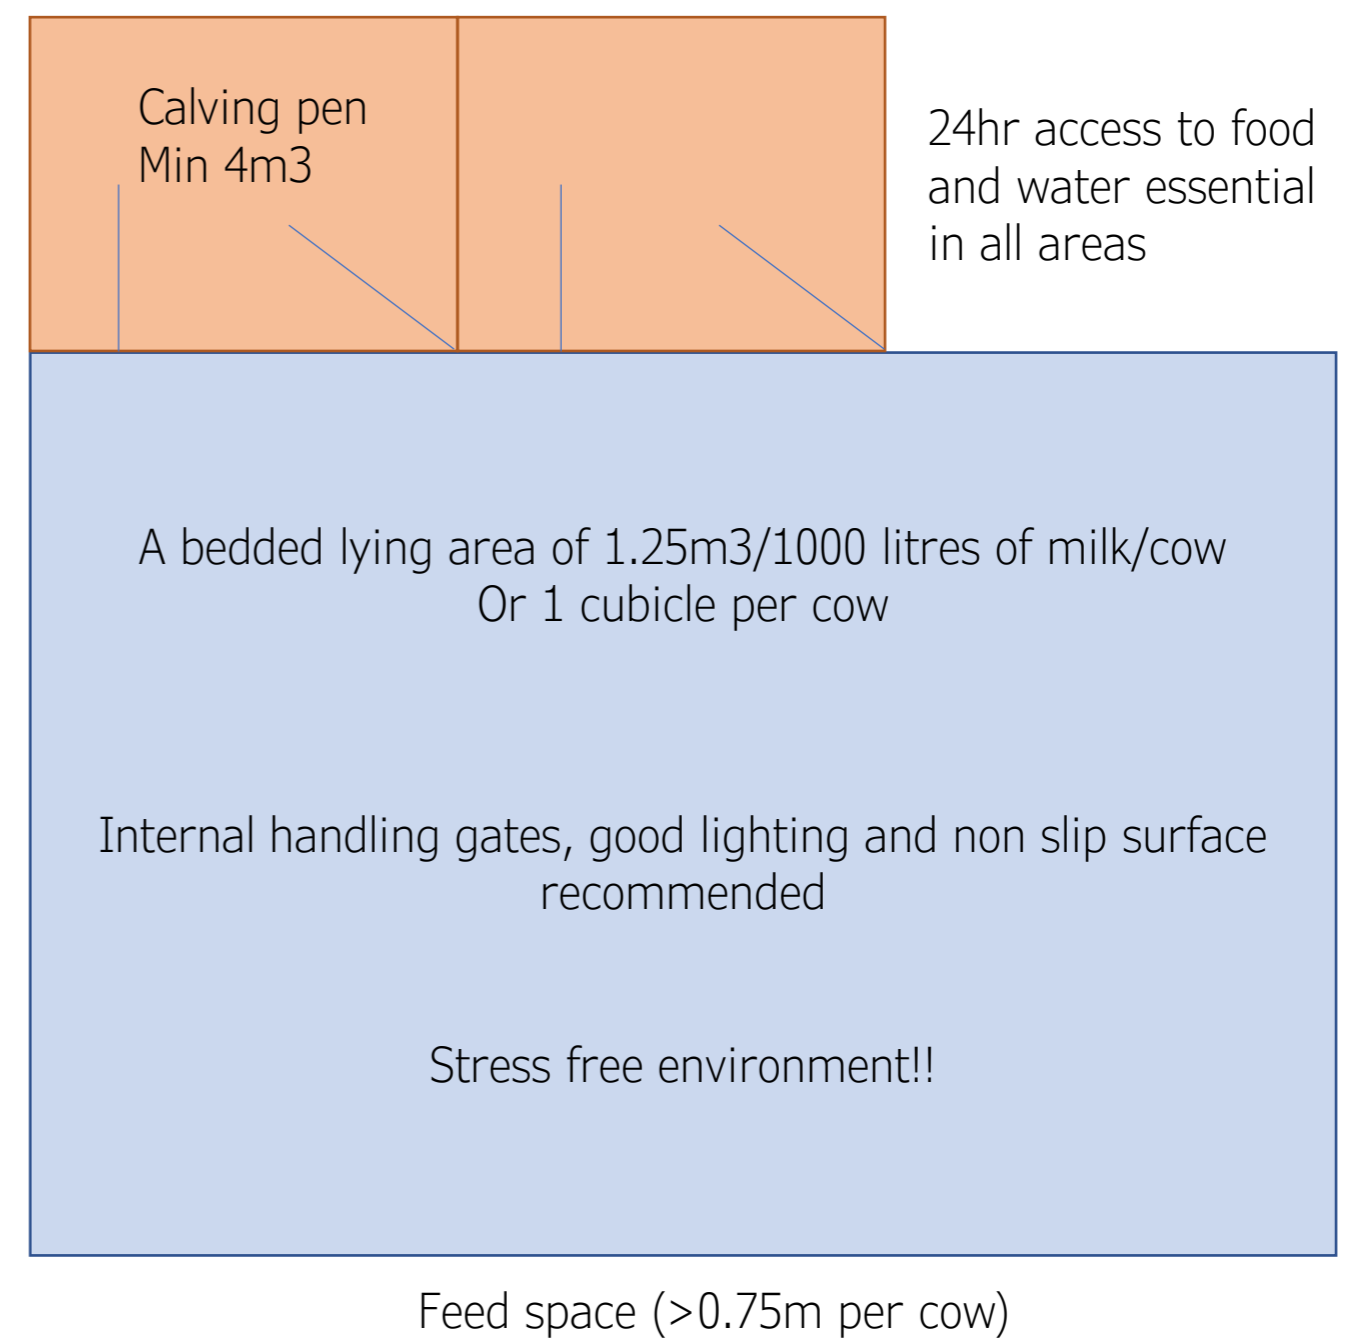 Calving pen
Min 4m3
24hr access to food
and water essential
in all areas
A bedded lying area of 1.25m3/1000 litres of milk/cow
Or 1 cubicle per cow
Internal handling gates, good lighting and non slip surface
recommended
Stress free environment!!
Feed space (>0.75m per cow)